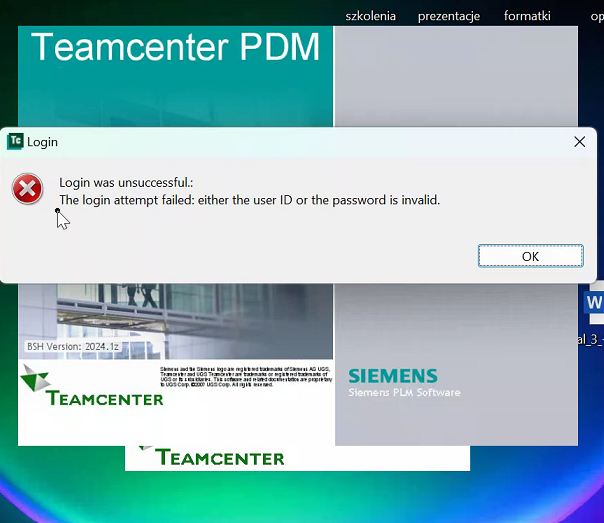 szkolenia prezentacje formatki op
Teamcenter PDM
Tc Login
Login was unsuccessful.:
The login attempt failed: either the user ID or the password is invalid.
OK
W
al_3_
BSH Version: 2024.1z
Siemens and the Siemens logo are registered trademarks of Siemens AG UGS,
Teamcenter and UGS Teamcenter are trademarks or registered trademarks of
UGS or its subsidiaries. This software and related documentation are proprietary
to UGS Corp. ©2007 UGS Corp. All rights reserved.
TEAMCENTER
SIEMENS
Siemens PLM Software
TEAMCENTER